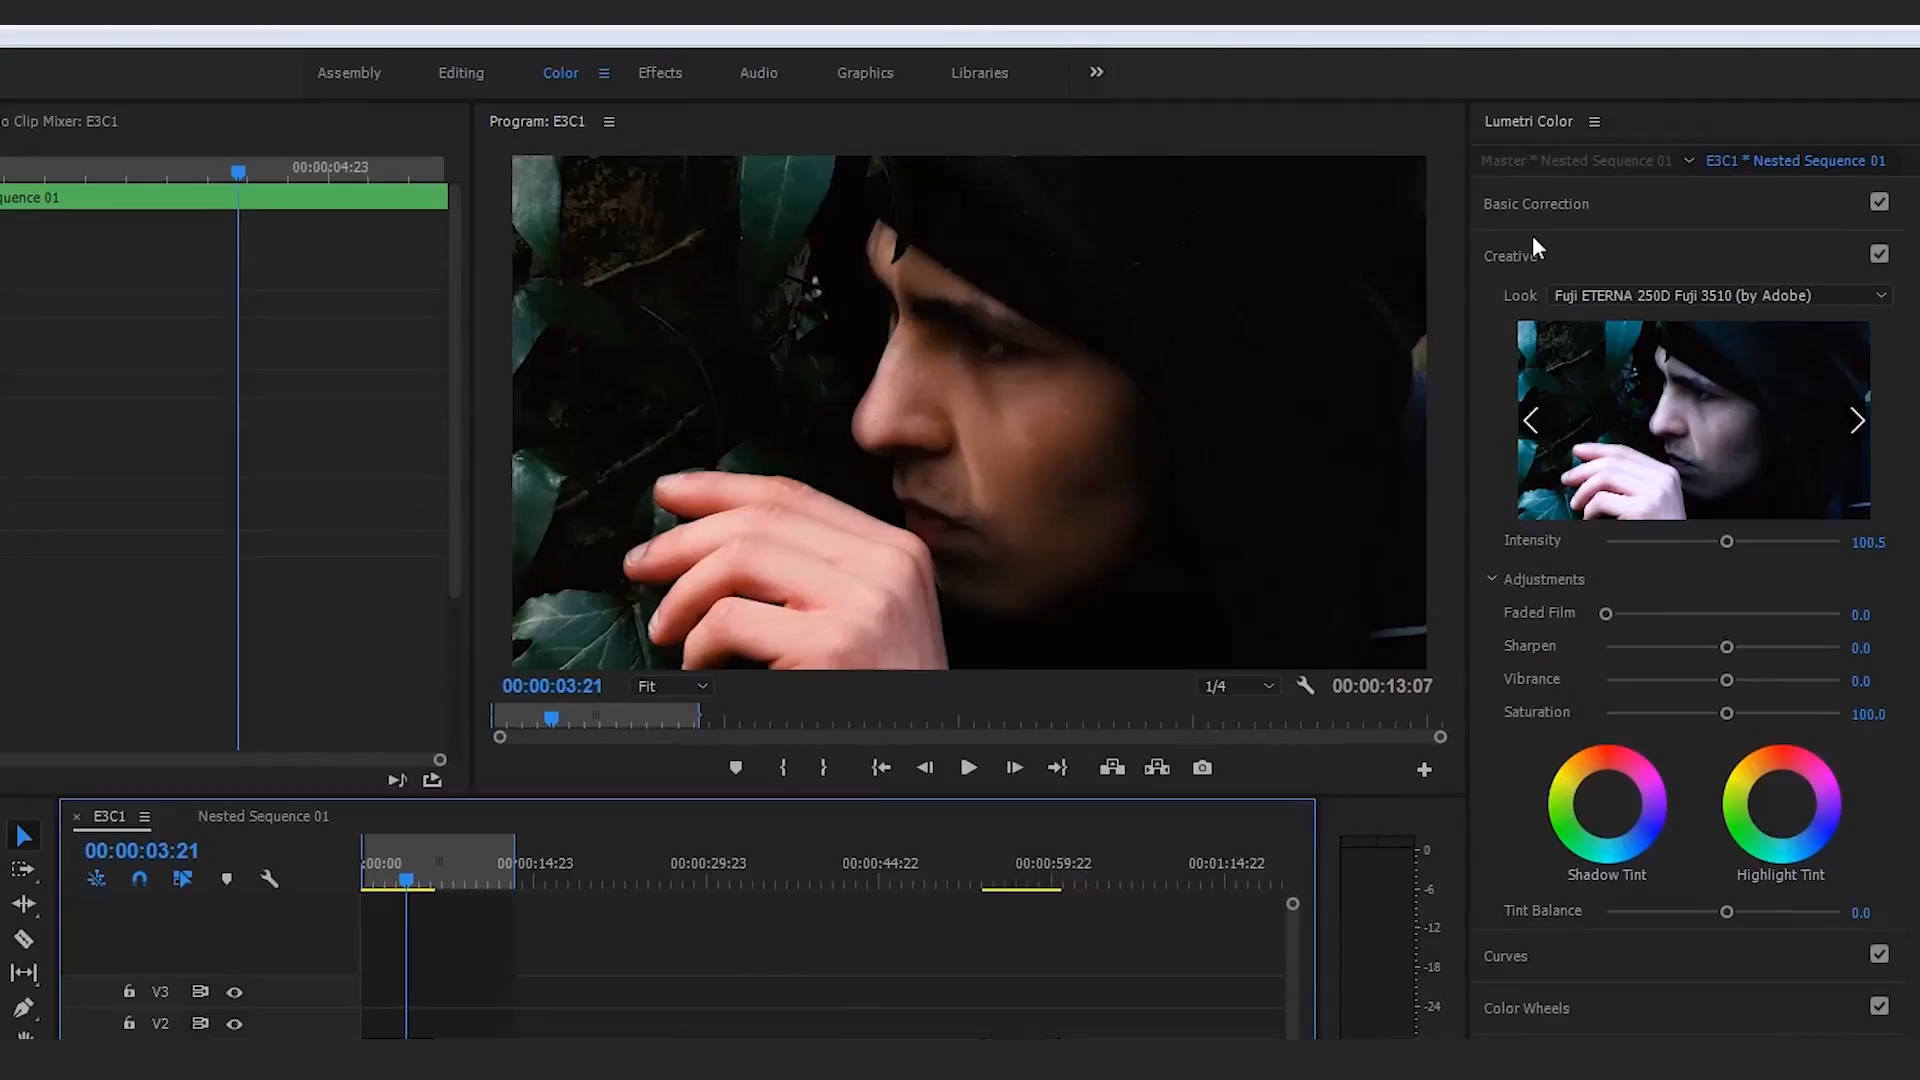 Assembly
Editing
Color
Effects
Audio
Graphics
Libraries
o Clip Mixer: E3C1
Program: E3C1
Lumetri Color
00:00:04:23
Master * Nested Sequence 01
E3C1 * Nested Sequence 01
quence 01
Basic Correction
Creative
Look
Fuji ETERNA 250D Fuji 3510 (by Adobe)
Intensity
100.5
Adjustments
Faded Film
0.0
Sharpen
0.0
Vibrance
0.0
Saturation
100.0
00:00:03:21
Fit
1/4
00:00:13:07
Shadow Tint
Highlight Tint
Tint Balance
0.0
Curves
Color Wheels
E3C1
Nested Sequence 01
00:00:03:21
:00:00
00:00:14:23
00:00:29:23
00:00:44:22
00:00:59:22
00:01:14:22
V3
V2
0
-6
-12
-18
-24